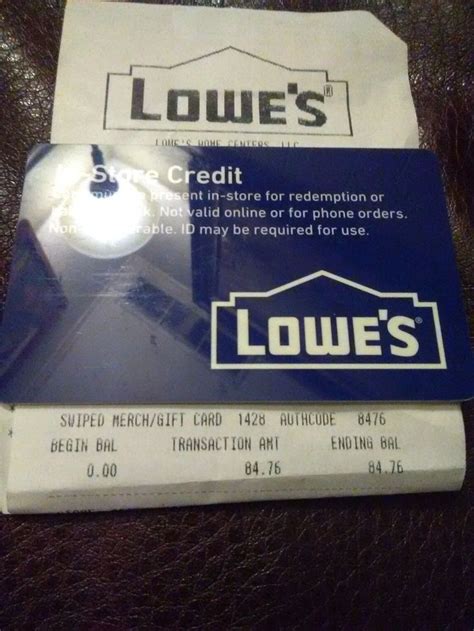 LOWE'S®
LOWE'S HOME CENTERS, LLC
Store Credit
present in-store for redemption or
Not valid online or for phone orders.
ID may be required for use.
LOWE'S®
SWIPED MERCH/GIFT CARD 1428 AUTHCODE 8476
BEGIN BAL TRANSACTION AMT ENDING BAL
0.00 84.76 84.76